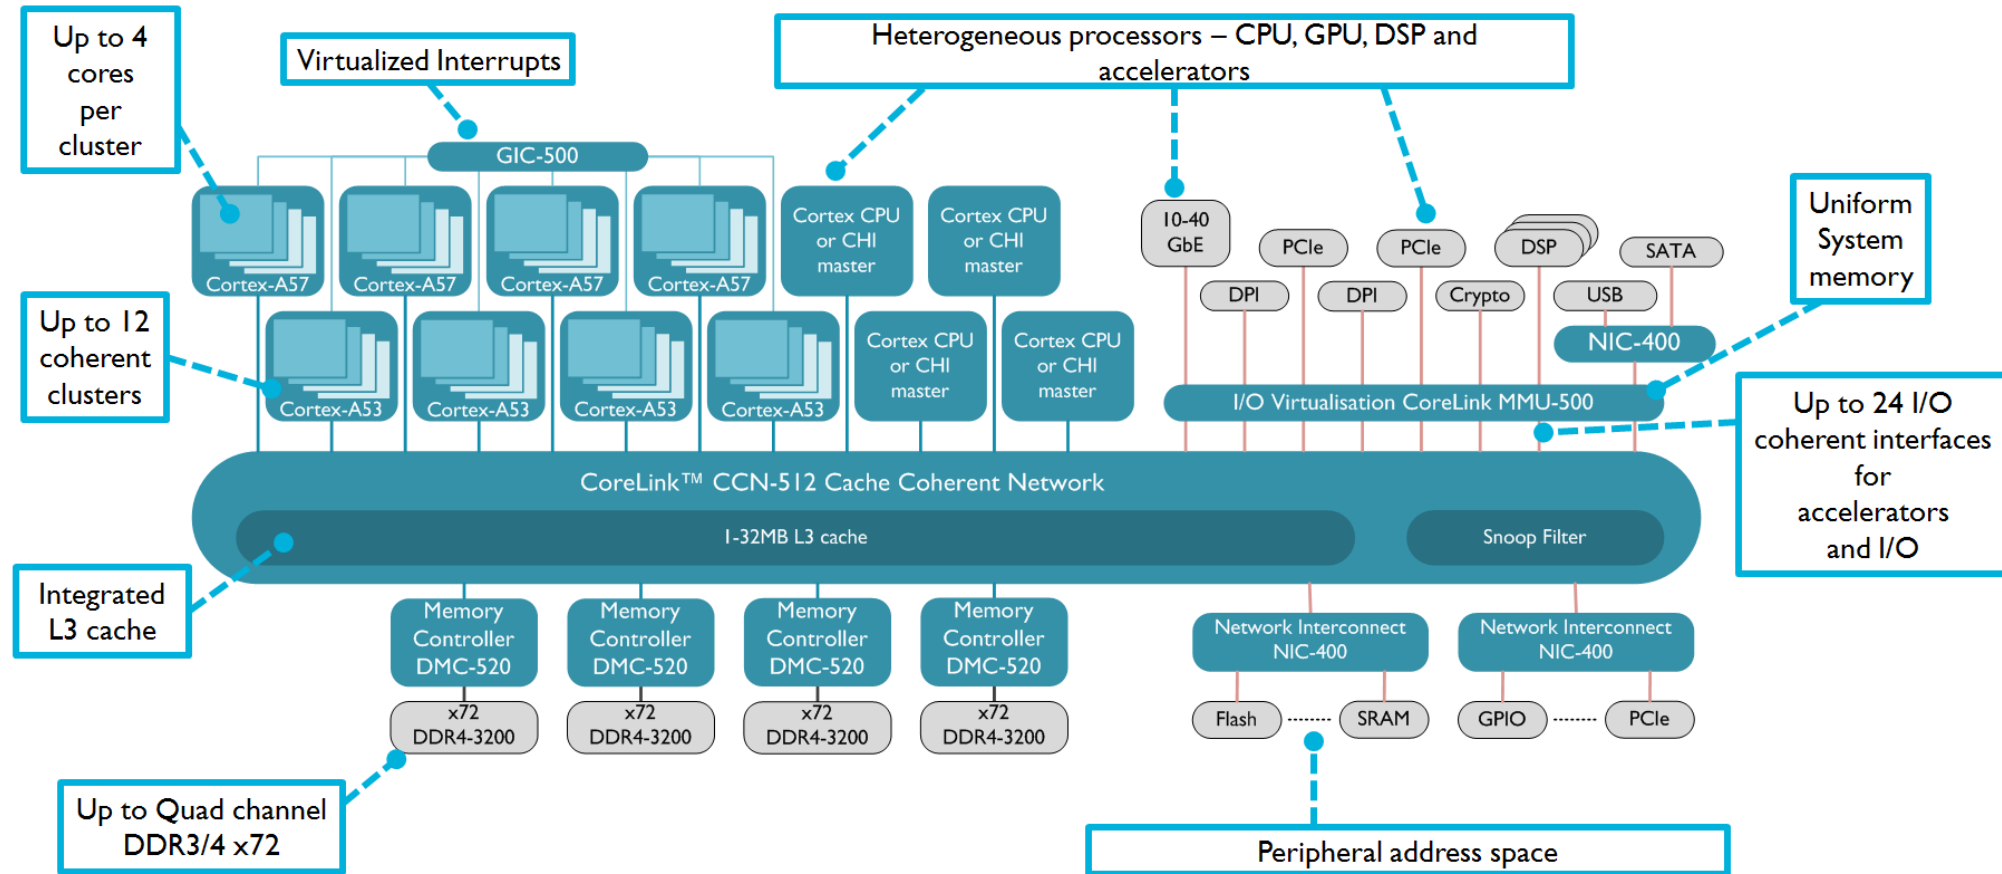 Up to 4
cores
per
cluster
Virtualized Interrupts
Heterogeneous processors – CPU, GPU, DSP and
accelerators
GIC-500
Cortex-A57
Cortex-A57
Cortex-A57
Cortex-A57
Cortex CPU
or CHI
master
Cortex CPU
or CHI
master
10-40
GbE
PCIe
PCIe
DSP
SATA
Uniform
System
memory
DPI
DPI
Crypto
USB
NIC-400
Up to 12
coherent
clusters
Cortex-A53
Cortex-A53
Cortex-A53
Cortex-A53
Cortex CPU
or CHI
master
Cortex CPU
or CHI
master
I/O Virtualisation CoreLink MMU-500
Up to 24 I/O
coherent interfaces
for
accelerators
and I/O
CoreLink™ CCN-512 Cache Coherent Network
1-32MB L3 cache
Snoop Filter
Integrated
L3 cache
Memory
Controller
DMC-520
Memory
Controller
DMC-520
Memory
Controller
DMC-520
Memory
Controller
DMC-520
Network Interconnect
NIC-400
Network Interconnect
NIC-400
x72
DDR4-3200
x72
DDR4-3200
x72
DDR4-3200
x72
DDR4-3200
Flash
SRAM
GPIO
PCIe
Up to Quad channel
DDR3/4 x72
Peripheral address space